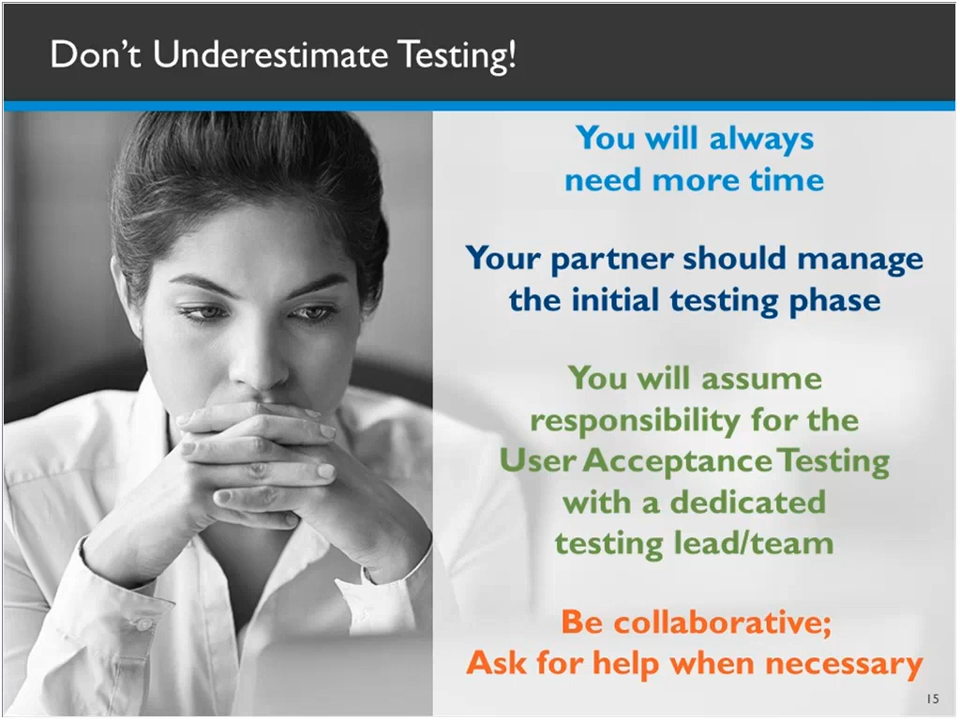 Don’t Underestimate Testing!
You will always
need more time
Your partner should manage
the initial testing phase
You will assume
responsibility for the
User Acceptance Testing
with a dedicated
testing lead/team
Be collaborative;
Ask for help when necessary
15